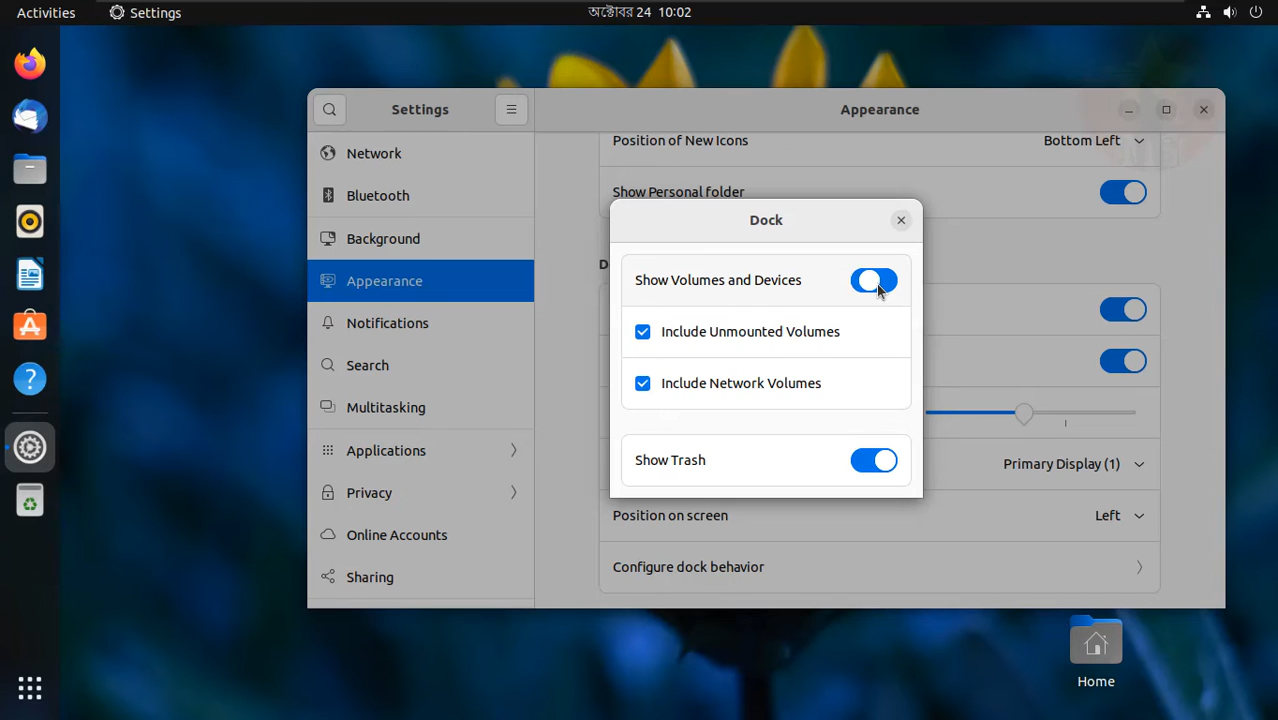 Activities
Settings
অক্টোবর 24 10:02
Settings
Appearance
Network
Bluetooth
Background
Appearance
Notifications
Search
Multitasking
Applications
Privacy
Online Accounts
Sharing
Position of New Icons
Bottom Left
Show Personal folder
D
Dock
Show Volumes and Devices
Include Unmounted Volumes
Include Network Volumes
Show Trash
Primary Display (1)
Position on screen
Left
Configure dock behavior
Home